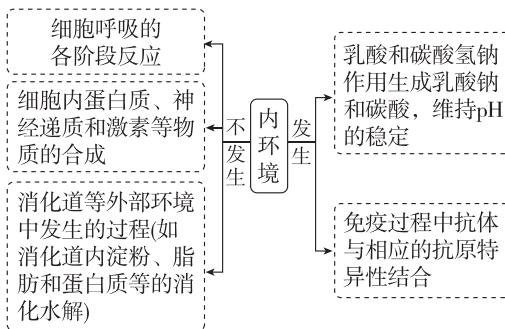 细胞呼吸的
各阶段反应
细胞内蛋白质、神
经递质和激素等物
质的合成
消化道等外部环境
中发生的过程(如
消化道内淀粉、脂
肪和蛋白质等的消
化水解)
不发生
内环境
发生
乳酸和碳酸氢钠
作用生成乳酸钠
和碳酸，维持pH
的稳定
免疫过程中抗体
与相应的抗原特
异性结合